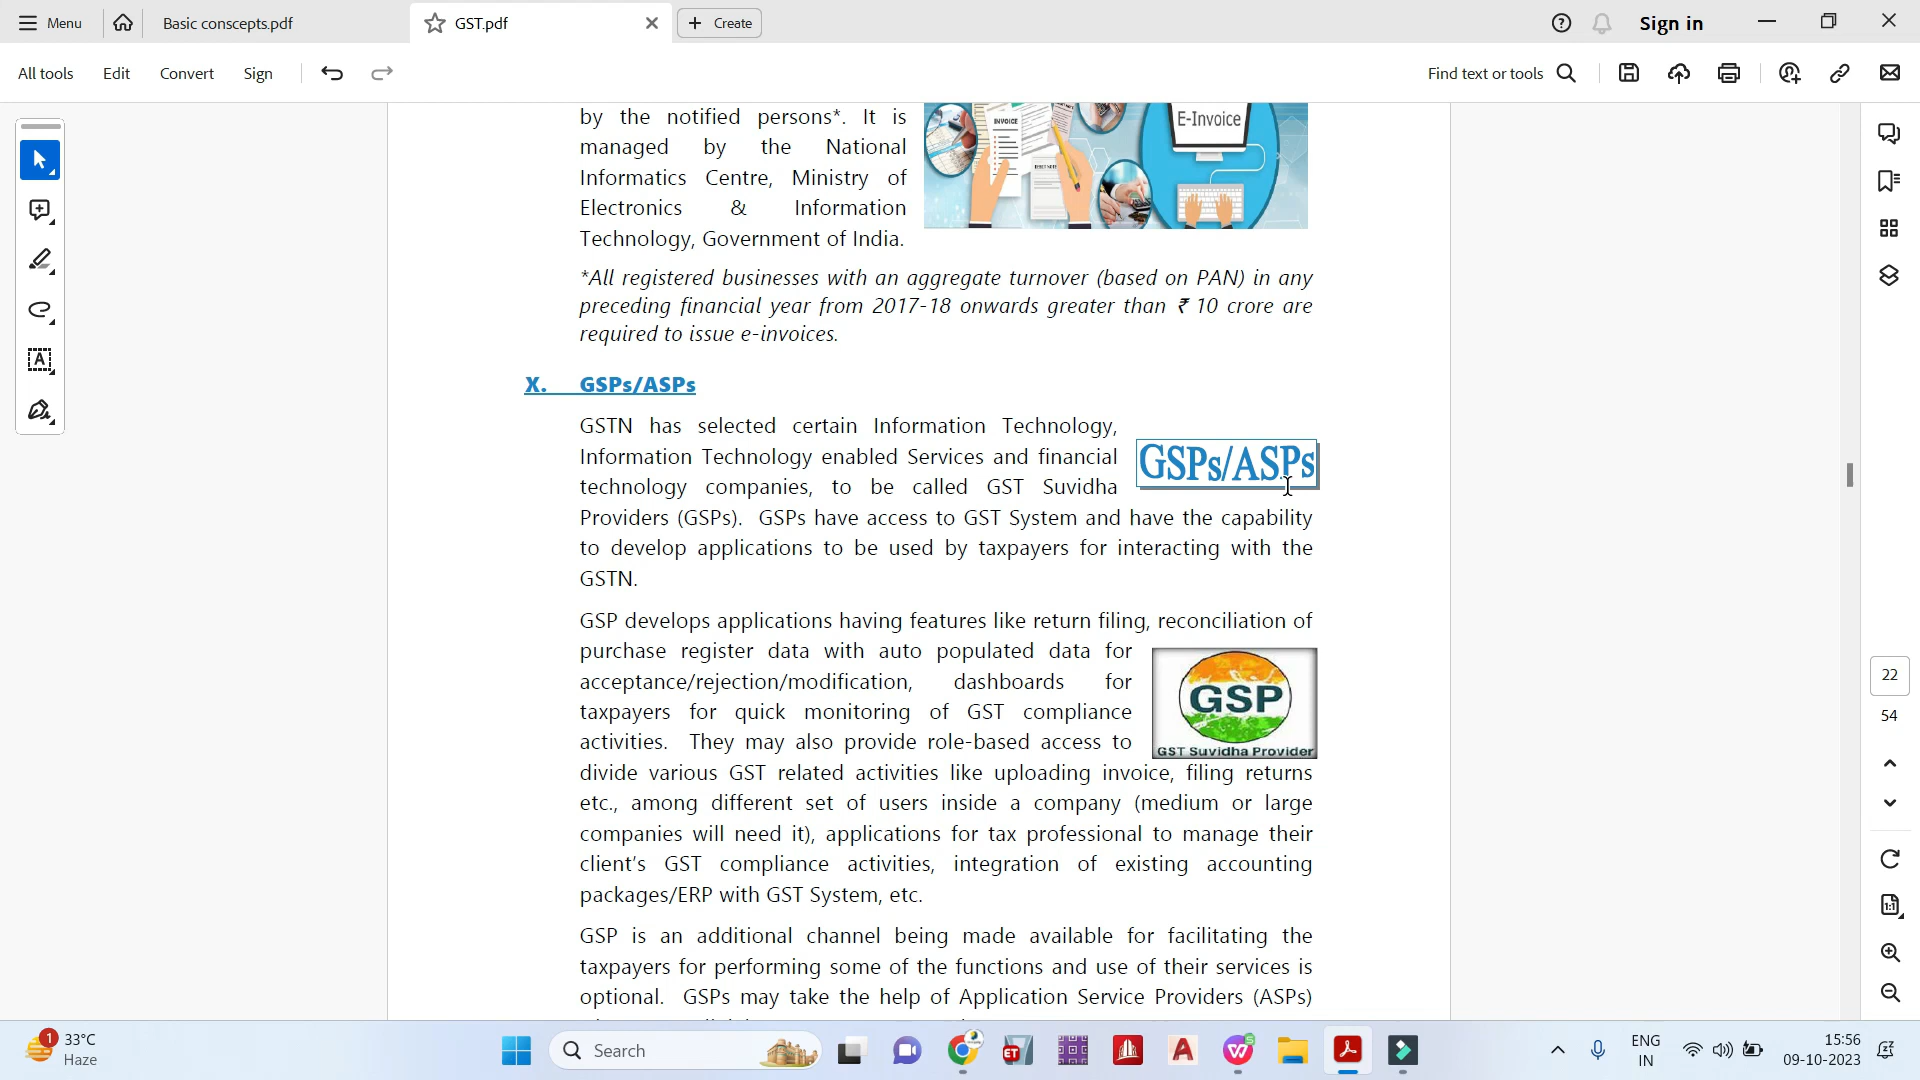 Menu
Basic conscepts.pdf
GST.pdf
Create
Sign in
All tools
Edit
Convert
Sign
Find text or tools
by the notified persons*. It is
managed by the National
Informatics Centre, Ministry of
Electronics & Information
Technology, Government of India.
INVOICE
E-Invoice
*All registered businesses with an aggregate turnover (based on PAN) in any
preceding financial year from 2017-18 onwards greater than ₹ 10 crore are
required to issue e-invoices.
X. GSPs/ASPs
GSTN has selected certain Information Technology,
Information Technology enabled Services and financial
technology companies, to be called GST Suvidha
Providers (GSPs). GSPs have access to GST System and have the capability
to develop applications to be used by taxpayers for interacting with the
GSTN.
GSPs/ASPs
GSP develops applications having features like return filing, reconciliation of
purchase register data with auto populated data for
acceptance/rejection/modification, dashboards for
taxpayers for quick monitoring of GST compliance
activities. They may also provide role-based access to
divide various GST related activities like uploading invoice, filing returns
etc., among different set of users inside a company (medium or large
companies will need it), applications for tax professional to manage their
client's GST compliance activities, integration of existing accounting
packages/ERP with GST System, etc.
GSP
GST Suvidha Provider
GSP is an additional channel being made available for facilitating the
taxpayers for performing some of the functions and use of their services is
optional. GSPs may take the help of Application Service Providers (ASPs)
22
54
1:1
1
33°C
Haze
Search
ET
ENG
IN
15:56
09-10-2023